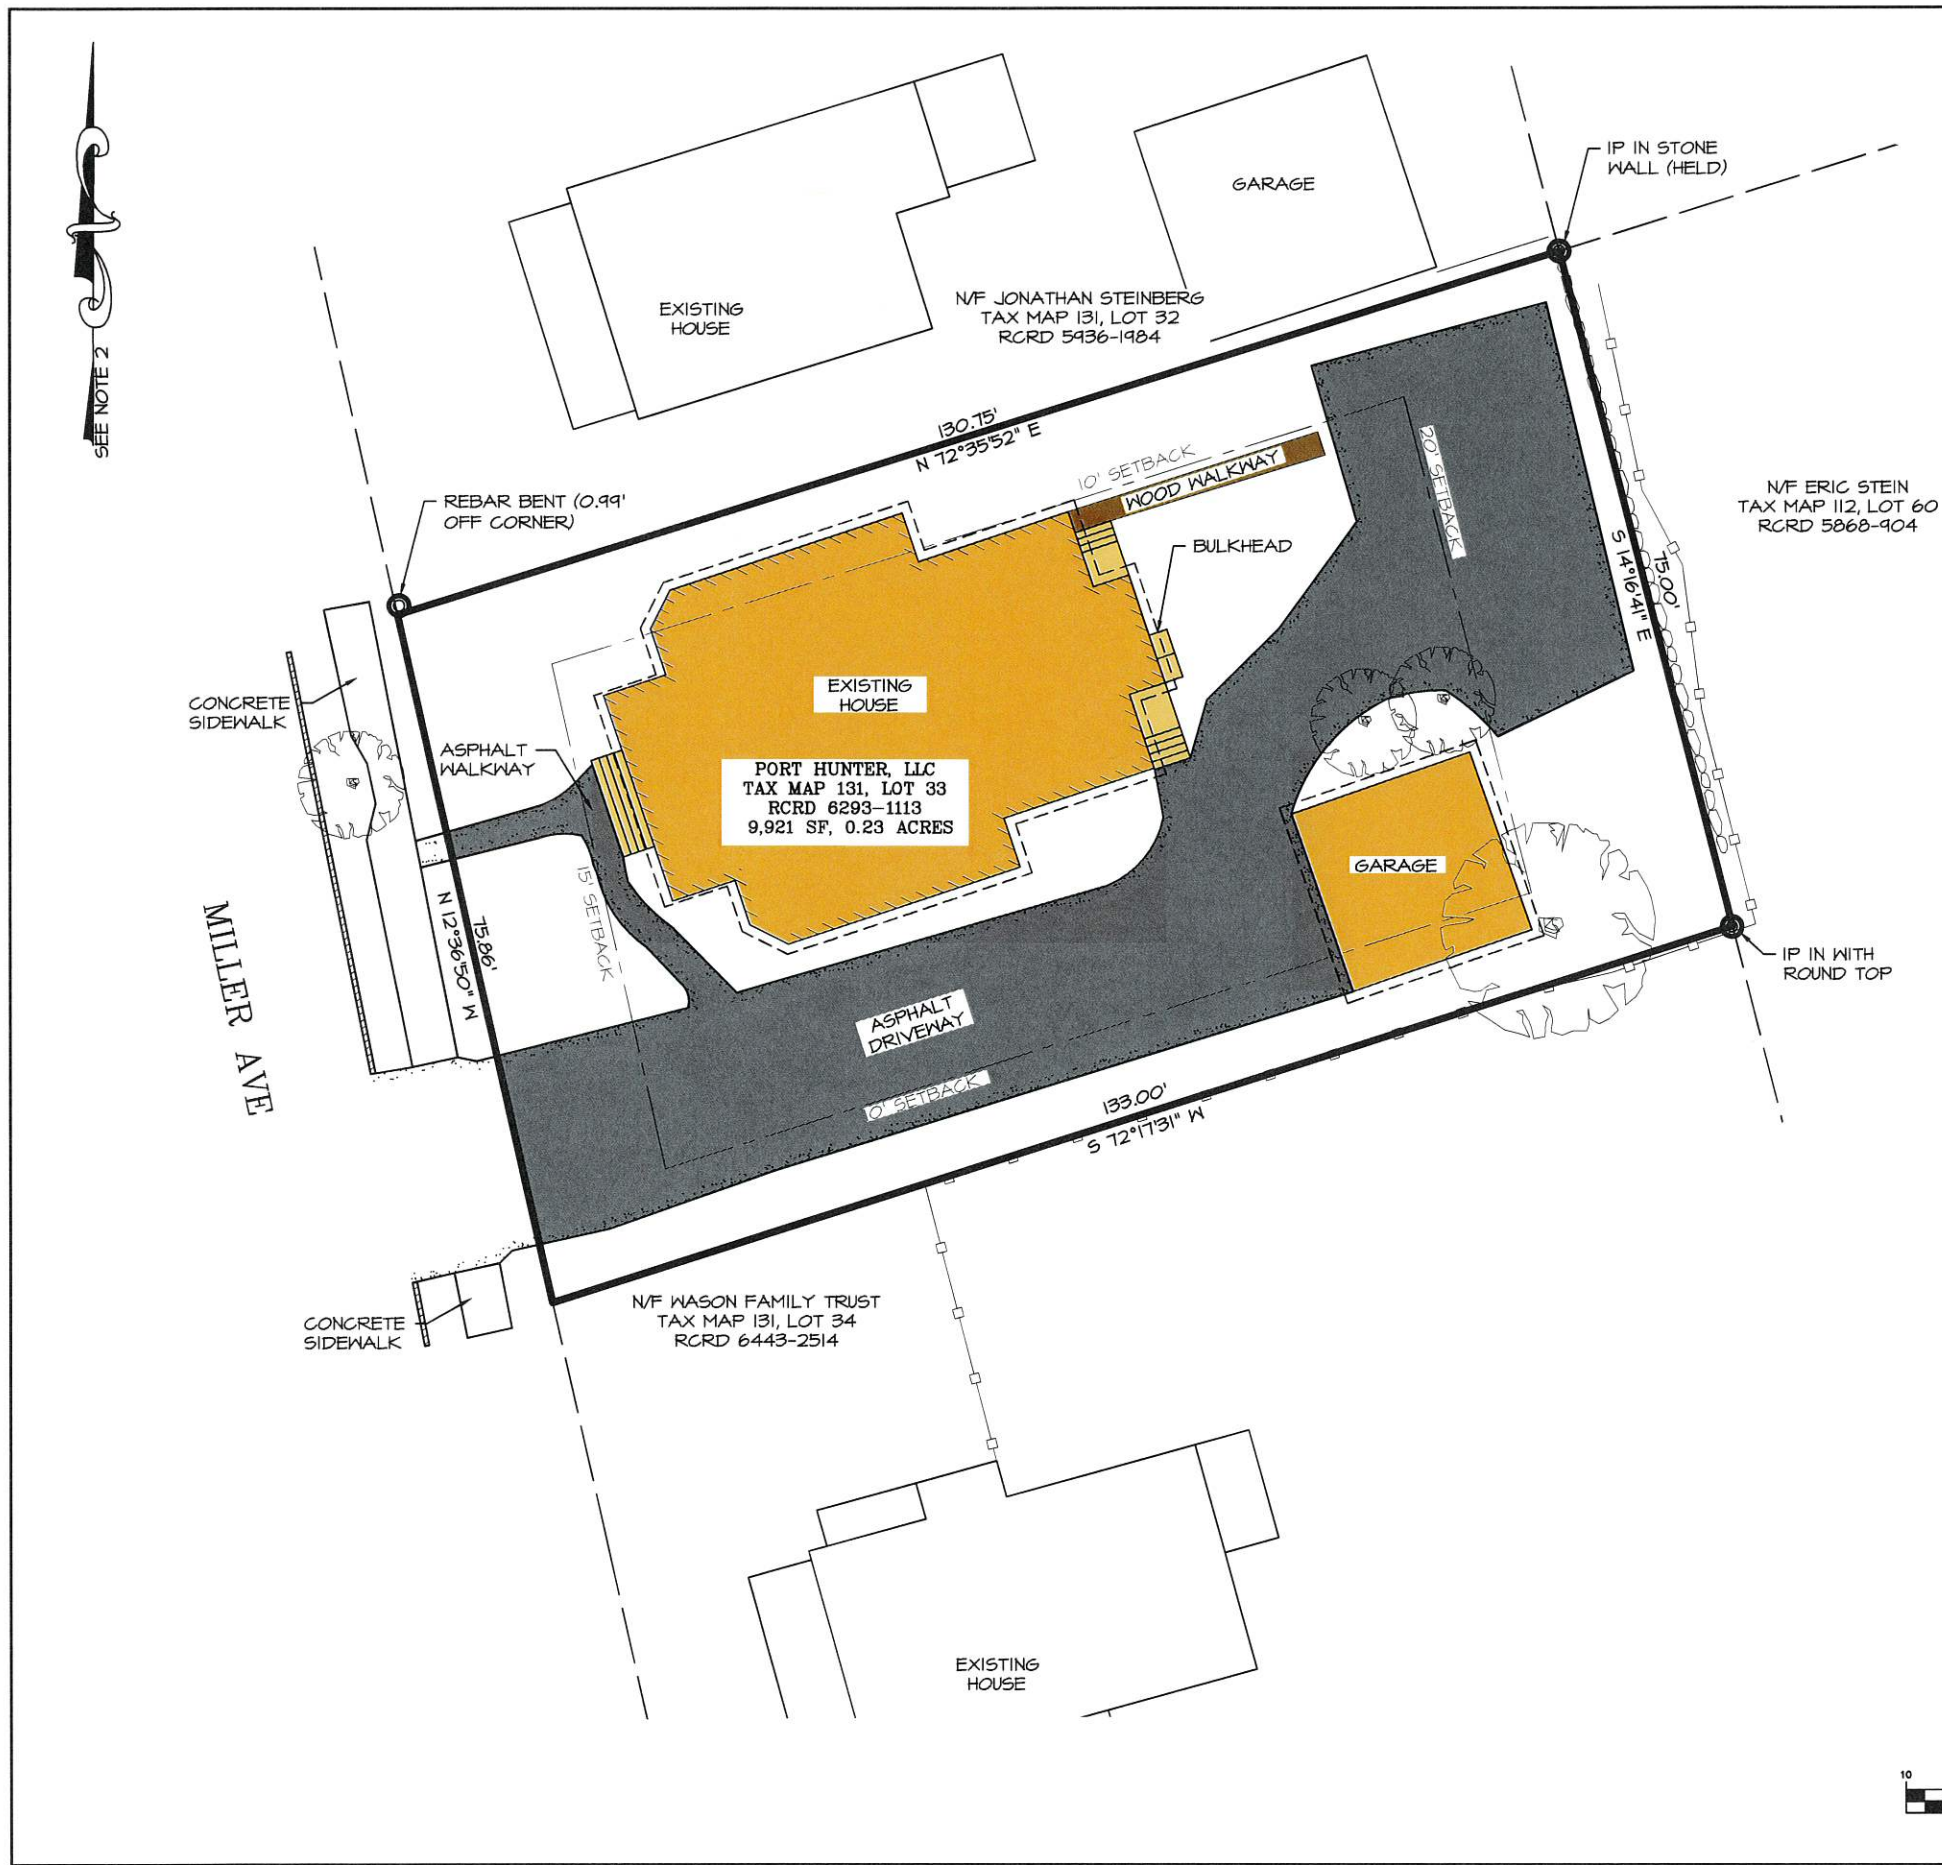 SEE NOTE 2
GARAGE
IP IN STONE
WALL (HELD)
EXISTING
HOUSE
N/F JONATHAN STEINBERG
TAX MAP 131, LOT 32
RCRD 5936-1984
130.75'
N 72°35'52" E
REBAR BENT (0.99'
OFF CORNER)
10' SETBACK
WOOD WALKWAY
20' SETBACK
N/F ERIC STEIN
TAX MAP 112, LOT 60
RCRD 5868-904
S 14°16'41" E
75.00'
BULKHEAD
CONCRETE
SIDEWALK
ASPHALT
WALKWAY
EXISTING
HOUSE
PORT HUNTER, LLC
TAX MAP 131, LOT 33
RCRD 6293-1113
9,921 SF, 0.23 ACRES
GARAGE
15' SETBACK
75.86'
N 12°36'50" W
MILLER AVE
IP IN WITH
ROUND TOP
ASPHALT
DRIVEWAY
0' SETBACK
133.00'
S 72°17'31" W
CONCRETE
SIDEWALK
N/F WASON FAMILY TRUST
TAX MAP 131, LOT 34
RCRD 6443-2514
EXISTING
HOUSE
10